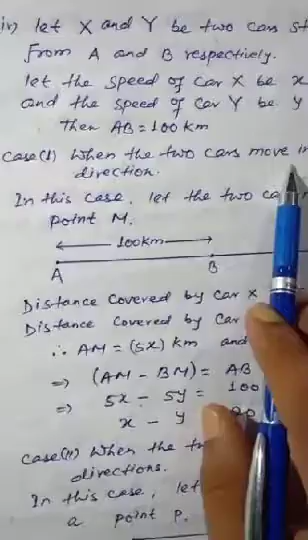 iv) let X and Y be two cars st
from A and B respectively.
let the speed of car X be x
and the speed of car Y be y
Then AB = 100 km
Case(I) When the two cars move in
direction.
In this case, let the two ca
point M.
100km
A B
Distance covered by car X
Distance covered by car
∴ AM = (5x) km and
⇒ (AM - BM) = AB
⇒ 5x - 5y = 100
x - y
Case(II) When the
directions.
In this case, let
a point P.